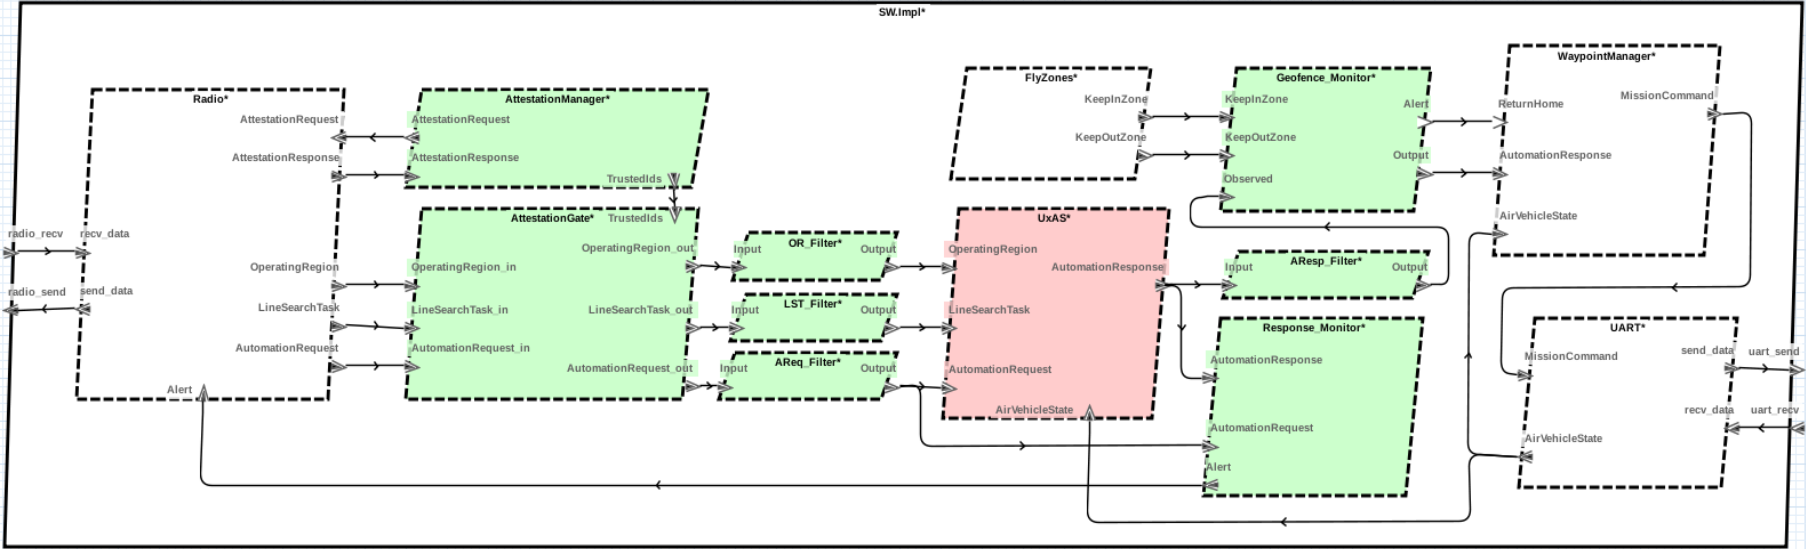 SW.Impl*
Radio*
AttestationRequest
AttestationResponse
radio_recv
recv_data
radio_send
send_data
OperatingRegion
LineSearchTask
AutomationRequest
Alert
AttestationManager*
AttestationRequest
AttestationResponse
TrustedIds
AttestationGate*
TrustedIds
OperatingRegion_out
OperatingRegion_in
LineSearchTask_in
LineSearchTask_out
AutomationRequest_in
AutomationRequest_out
OR_Filter*
Input
Output
LST_Filter*
Input
Output
AReq_Filter*
Input
Output
UxAS*
OperatingRegion
AutomationResponse
LineSearchTask
AutomationRequest
AirVehicleState
FlyZones*
KeepInZone
KeepOutZone
Geofence_Monitor*
KeepInZone
Alert
KeepOutZone
Output
Observed
AResp_Filter*
Input
Output
Response_Monitor*
AutomationResponse
AutomationRequest
Alert
WaypointManager*
MissionCommand
ReturnHome
AutomationResponse
AirVehicleState
UART*
MissionCommand
send_data
uart_send
recv_data
uart_recv
AirVehicleState